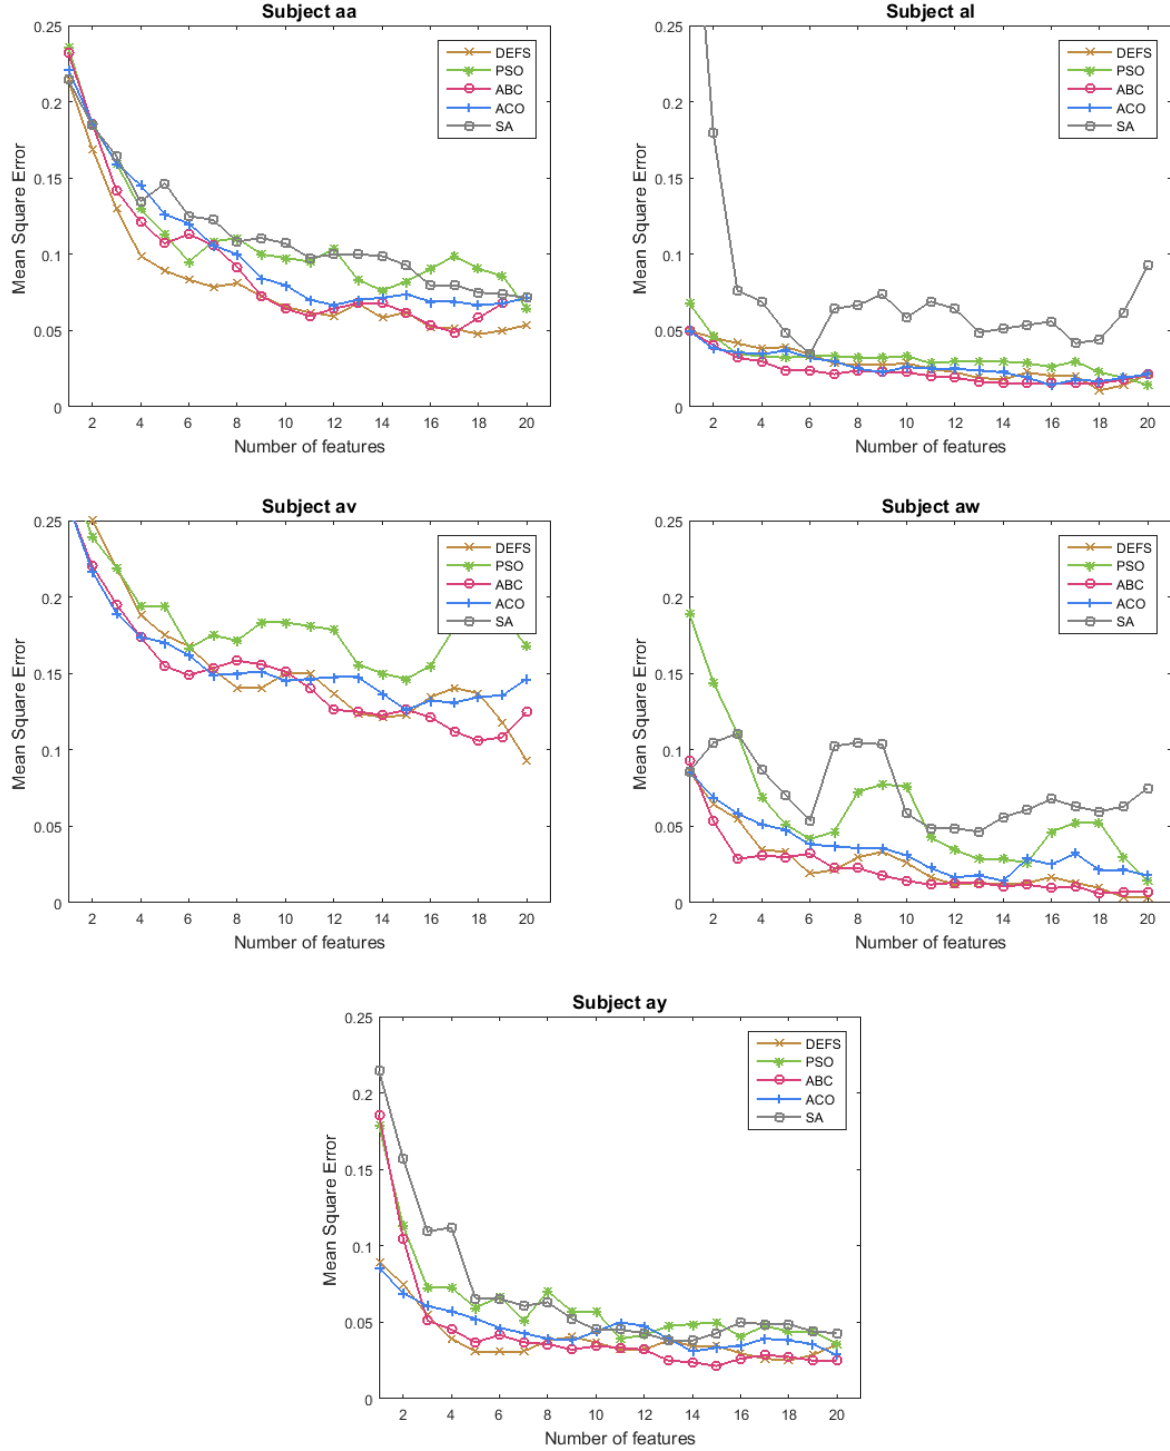 Subject aa
0.25
0.2
0.15
0.1
0.05
0
Mean Square Error
2 4 6 8 10 12 14 16 18 20
Number of features
DEFS
PSO
ABC
ACO
SA
Subject al
0.25
0.2
0.15
0.1
0.05
0
Mean Square Error
2 4 6 8 10 12 14 16 18 20
Number of features
DEFS
PSO
ABC
ACO
SA
Subject av
0.25
0.2
0.15
0.1
0.05
0
Mean Square Error
2 4 6 8 10 12 14 16 18 20
Number of features
DEFS
PSO
ABC
ACO
SA
Subject aw
0.25
0.2
0.15
0.1
0.05
0
Mean Square Error
2 4 6 8 10 12 14 16 18 20
Number of features
DEFS
PSO
ABC
ACO
SA
Subject ay
0.25
0.2
0.15
0.1
0.05
0
Mean Square Error
2 4 6 8 10 12 14 16 18 20
Number of features
DEFS
PSO
ABC
ACO
SA